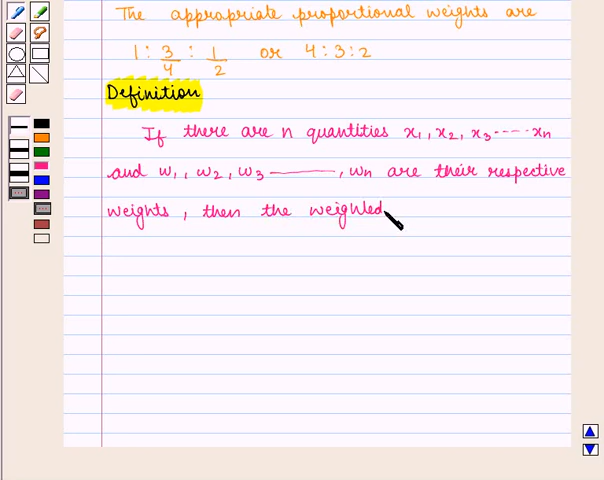 The appropriate proportional weights are
1 : 3/4 : 1/2 or 4 : 3 : 2
Definition
If there are n quantities x₁, x₂, x₃ ----- xₙ
and w₁, w₂, w₃ ———, wₙ are their respective
weights, then the weighted